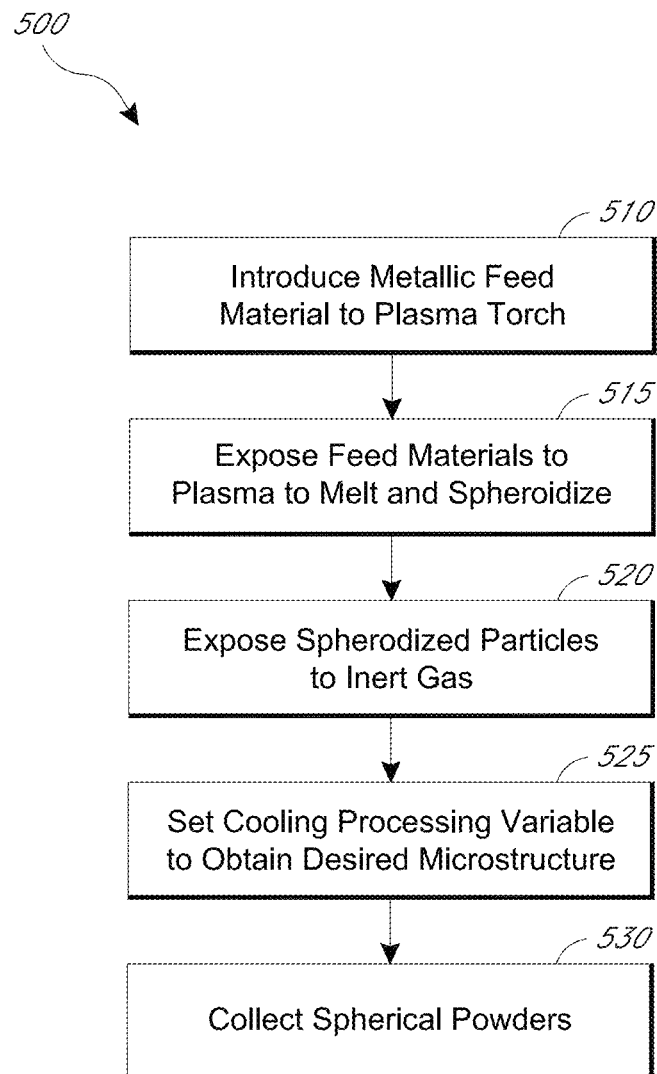 500
510
Introduce Metallic Feed
Material to Plasma Torch
515
Expose Feed Materials to
Plasma to Melt and Spheroidize
520
Expose Spherodized Particles
to Inert Gas
525
Set Cooling Processing Variable
to Obtain Desired Microstructure
530
Collect Spherical Powders